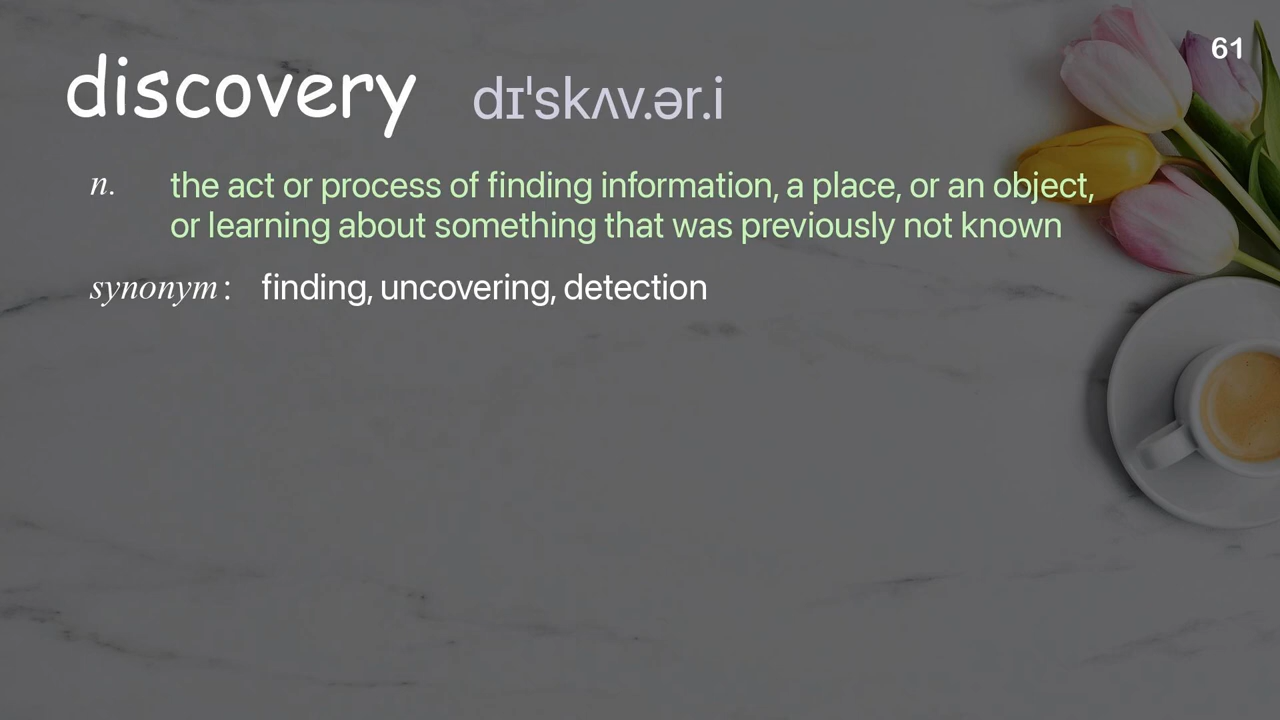 61
discovery dɪˈskʌv.ər.i
n. the act or process of finding information, a place, or an object,
or learning about something that was previously not known
synonym: finding, uncovering, detection